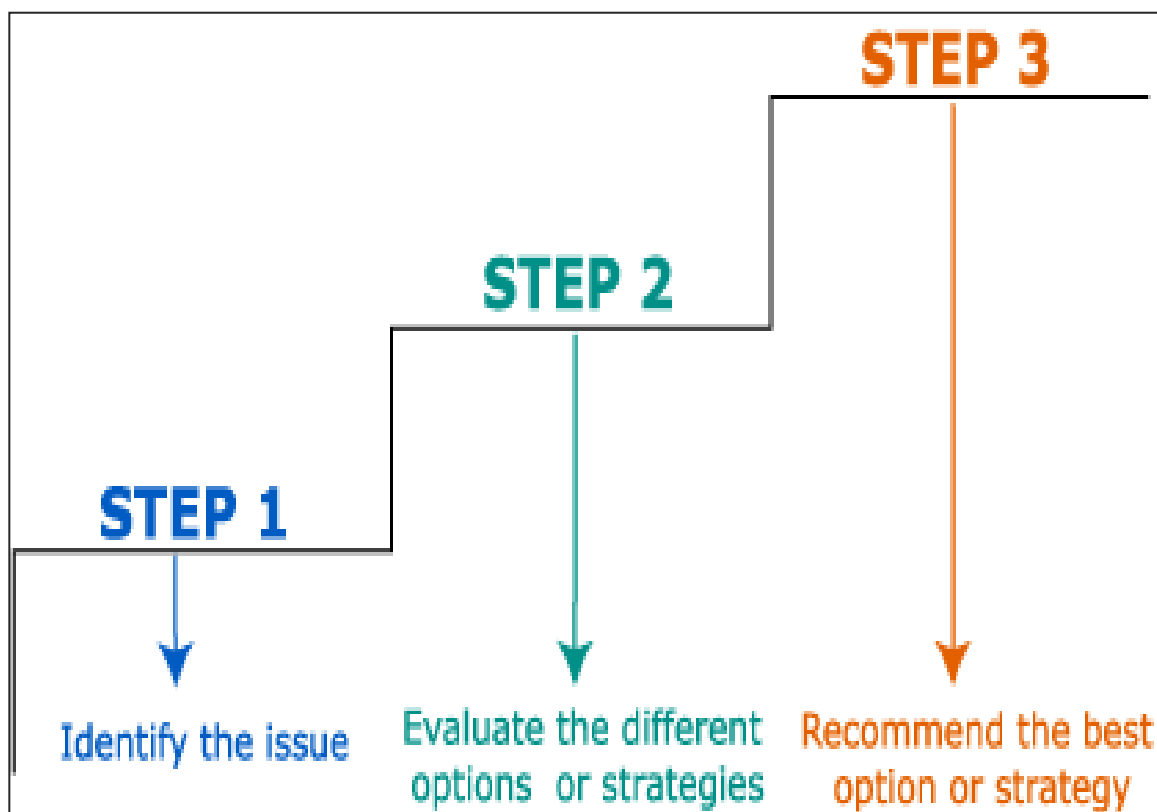 STEP 1
Identify the issue
STEP 2
Evaluate the different
options or strategies
STEP 3
Recommend the best
option or strategy